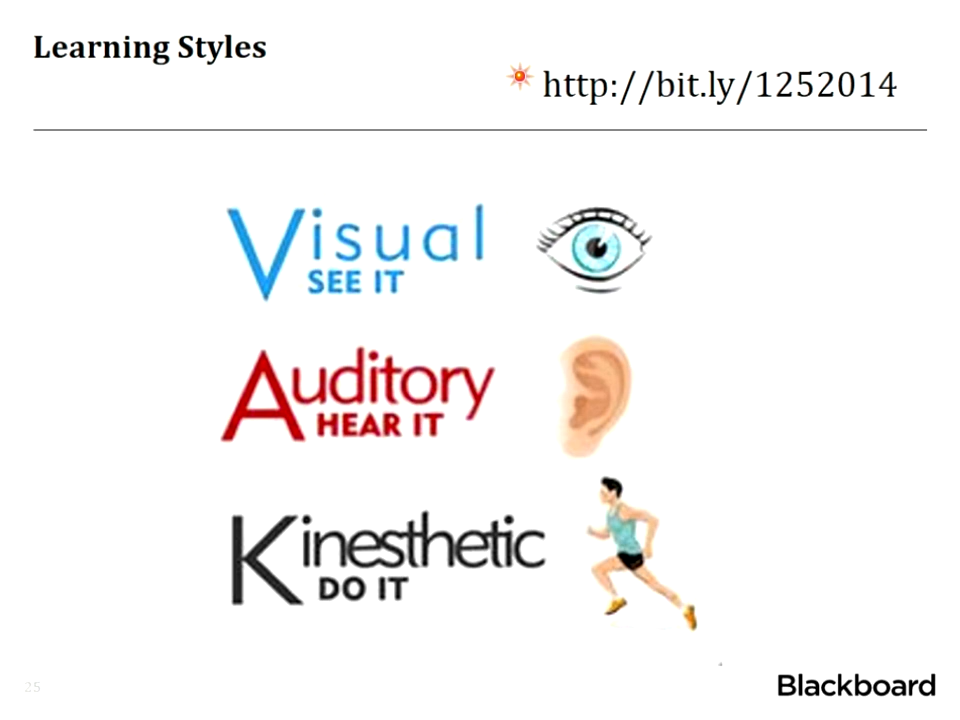 Learning Styles
http://bit.ly/1252014
Visual
SEE IT
Auditory
HEAR IT
Kinesthetic
DO IT
25
Blackboard